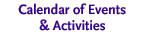 Calendar of Events
& Activities